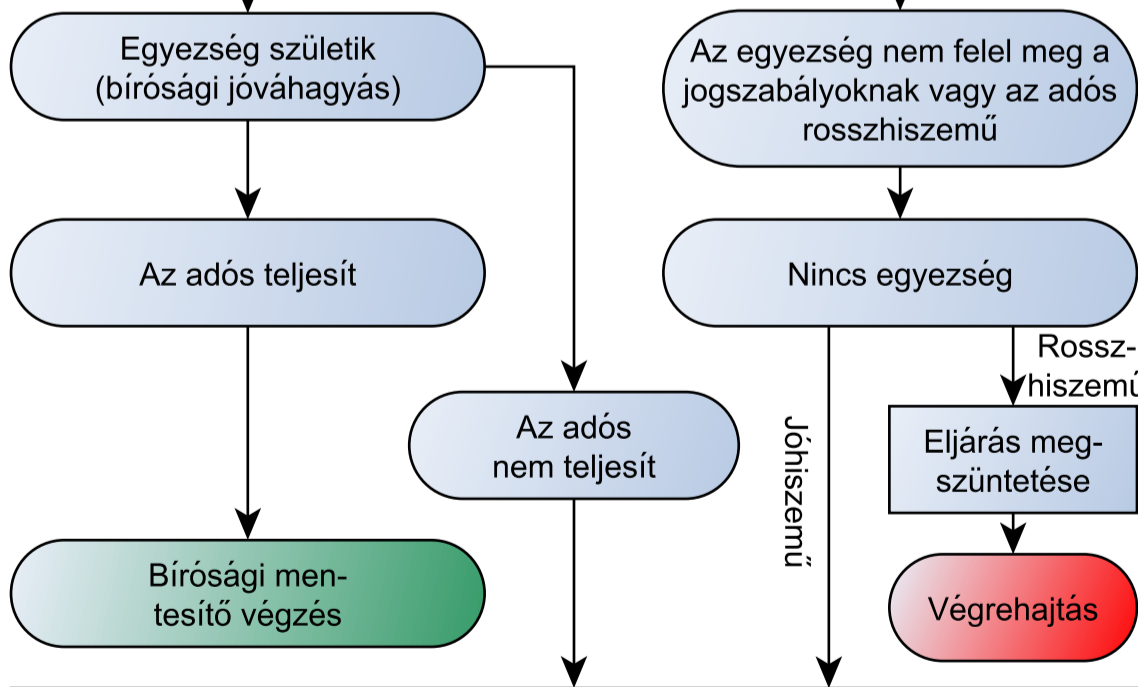 Egyezség születik
(bírósági jóváhagyás)
Az egyezség nem felel meg a
jogszabályoknak vagy az adós
rosszhiszemű
Az adós teljesít
Nincs egyezség
Rossz-
hiszemű
Az adós
nem teljesít
Jóhiszemű
Eljárás meg-
szüntetése
Bírósági men-
tesítő végzés
Végrehajtás